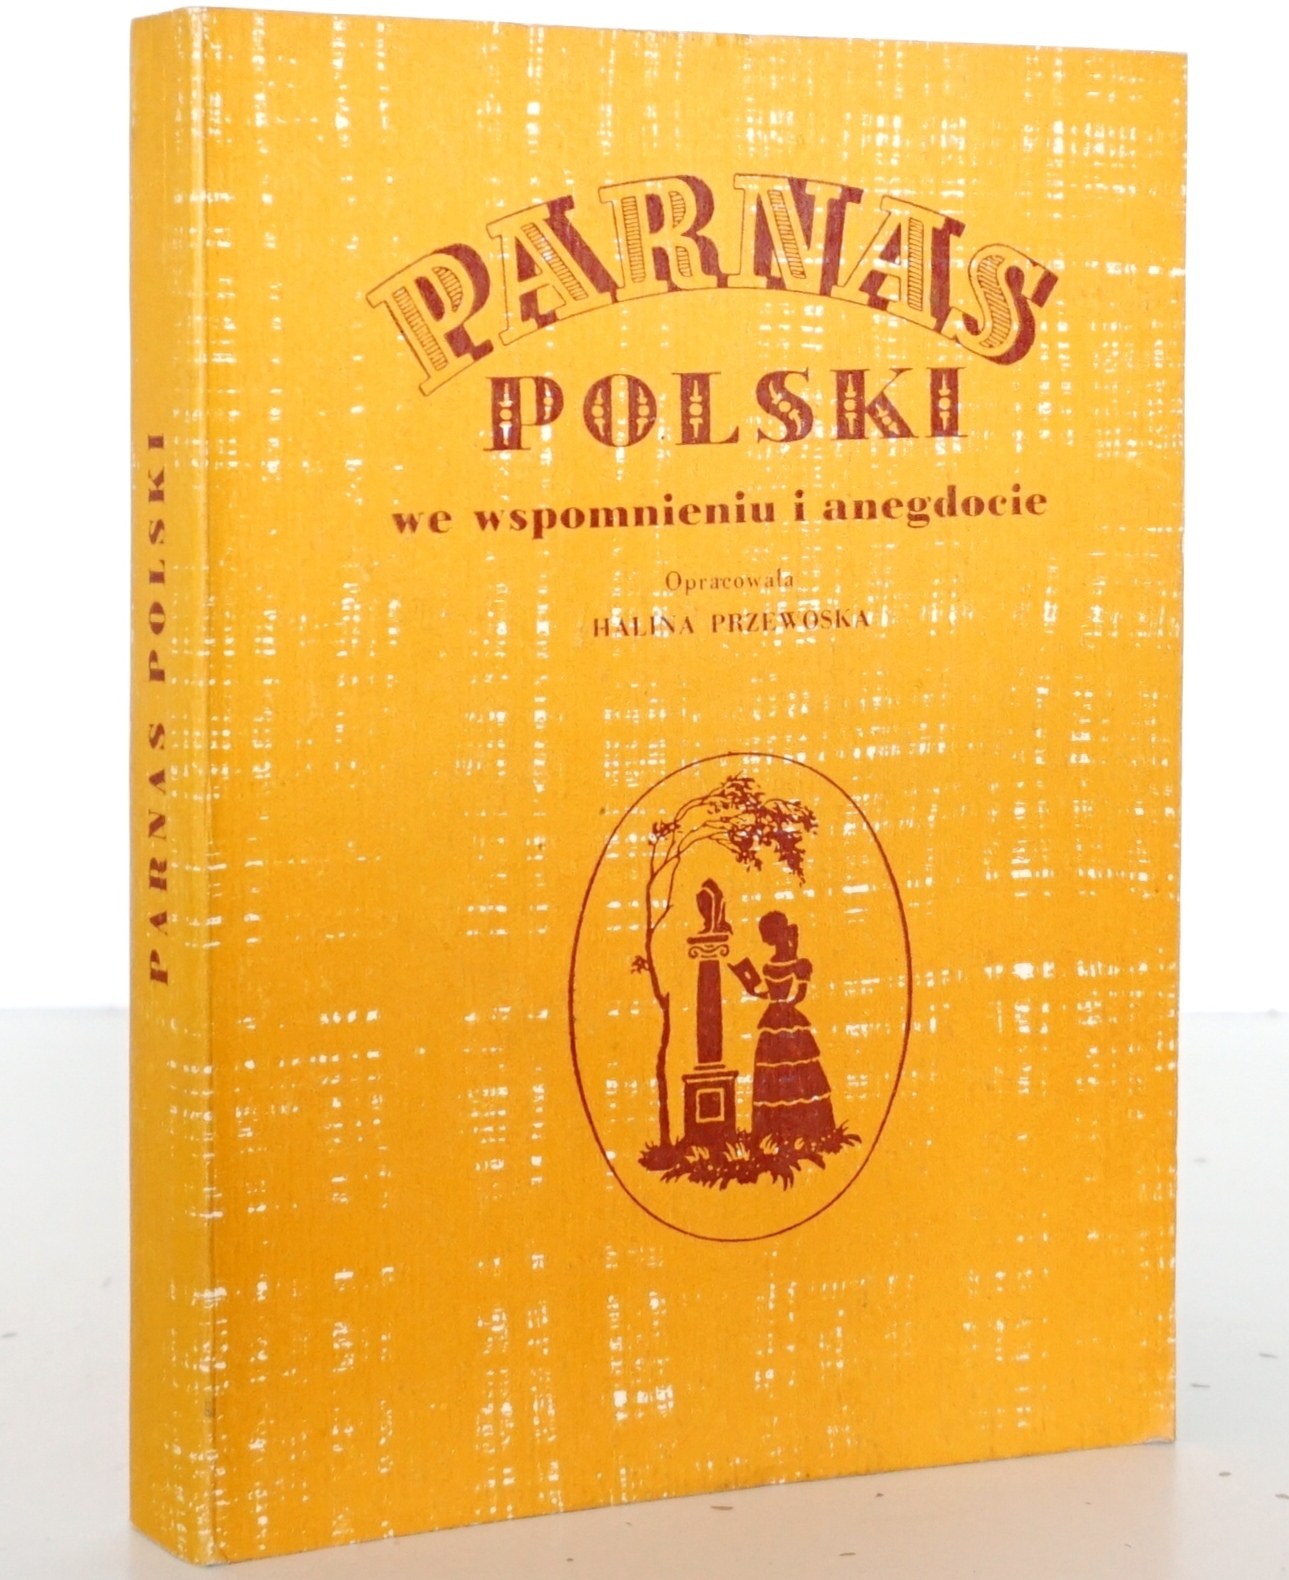 PARNAS
POLSKI
we wspomnieniu i anegdocie
Opracowała
HALINA PRZEWOSKA
PARNAS POLSKI